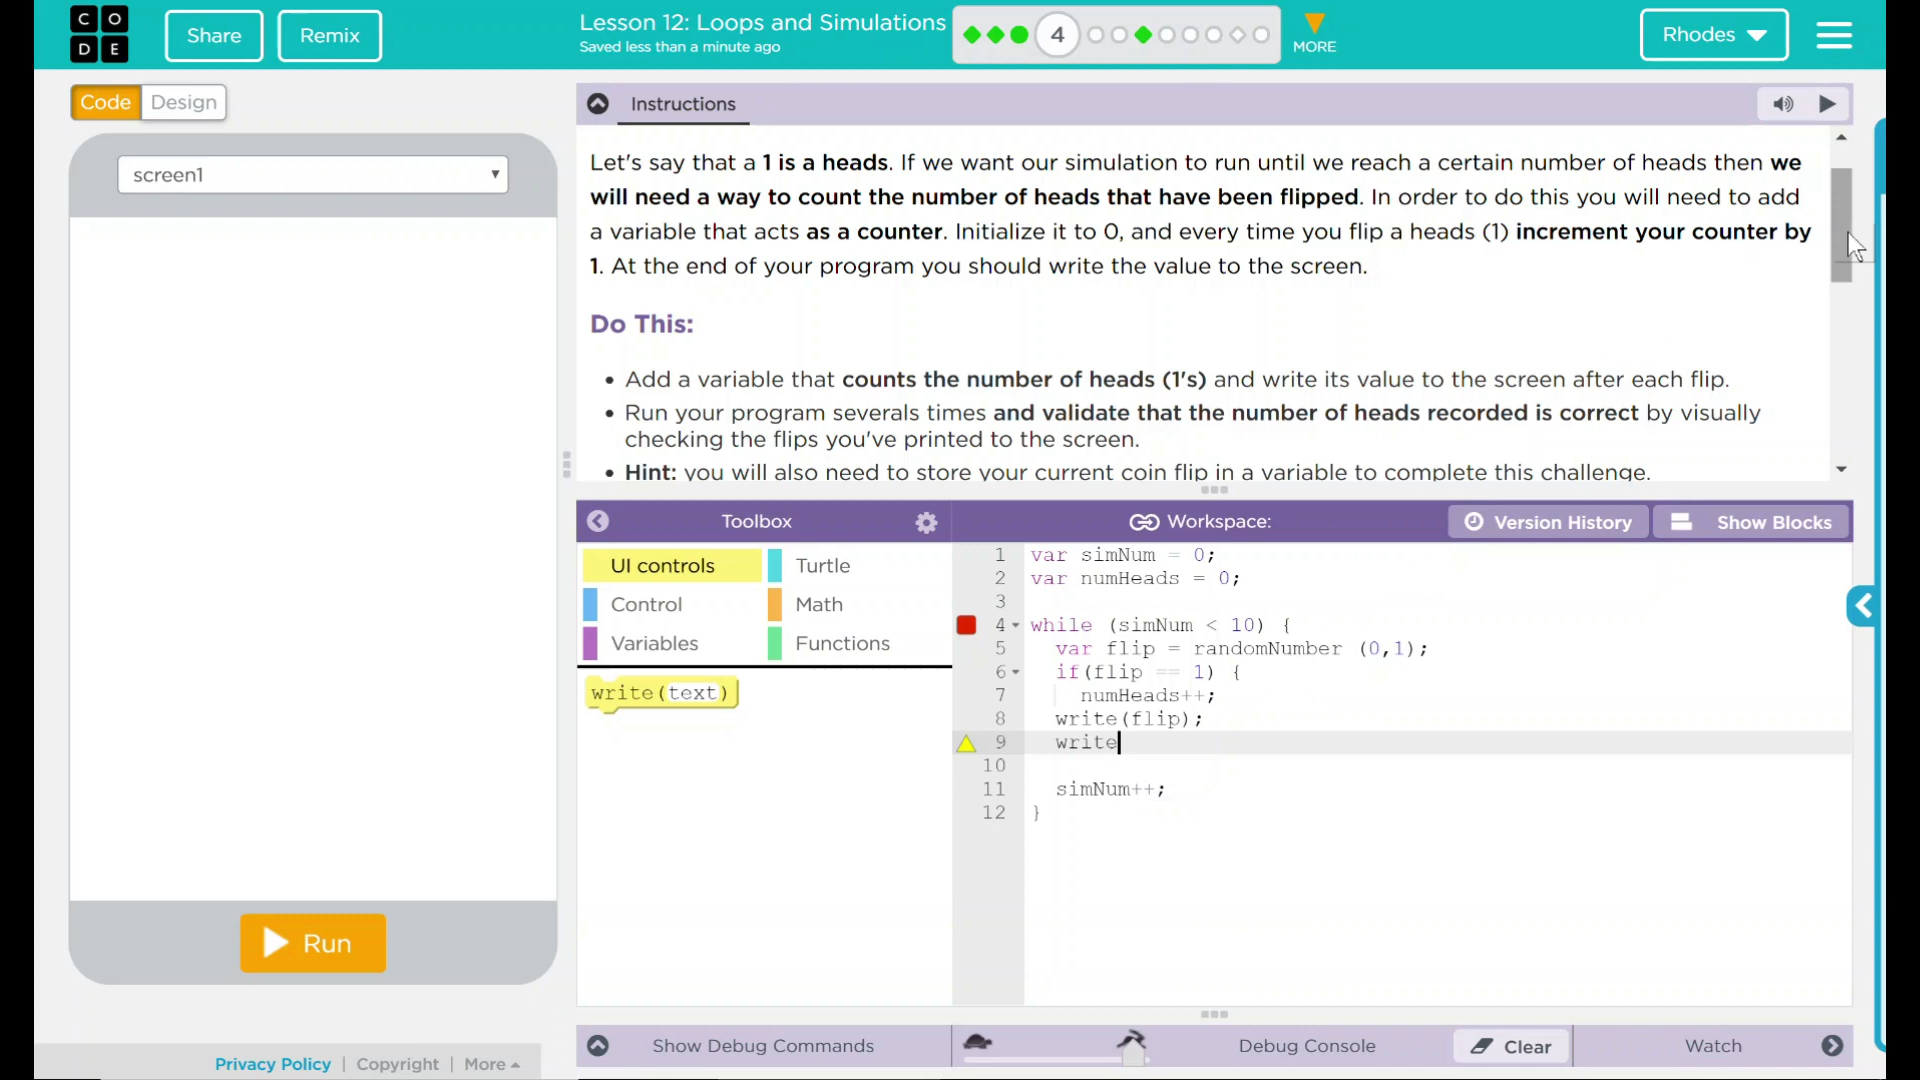 C O
D E
Share
Remix
Lesson 12: Loops and Simulations
Saved less than a minute ago
4
MORE
Rhodes
Code
Design
screen1
Instructions
Let's say that a 1 is a heads. If we want our simulation to run until we reach a certain number of heads then we
will need a way to count the number of heads that have been flipped. In order to do this you will need to add
a variable that acts as a counter. Initialize it to 0, and every time you flip a heads (1) increment your counter by
1. At the end of your program you should write the value to the screen.
Do This:
• Add a variable that counts the number of heads (1's) and write its value to the screen after each flip.
• Run your program severals times and validate that the number of heads recorded is correct by visually
checking the flips you've printed to the screen.
• Hint: you will also need to store your current coin flip in a variable to complete this challenge.
Toolbox
Workspace:
Version History
Show Blocks
UI controls
Turtle
Control
Math
Variables
Functions
write(text)
1 var simNum = 0;
2 var numHeads = 0;
3
4 while (simNum < 10) {
5 var flip = randomNumber (0,1);
6 if(flip == 1) {
7 numHeads++;
8 write(flip);
9 write
10
11 simNum++;
12 }
Run
Show Debug Commands
Debug Console
Clear
Watch
Privacy Policy | Copyright | More